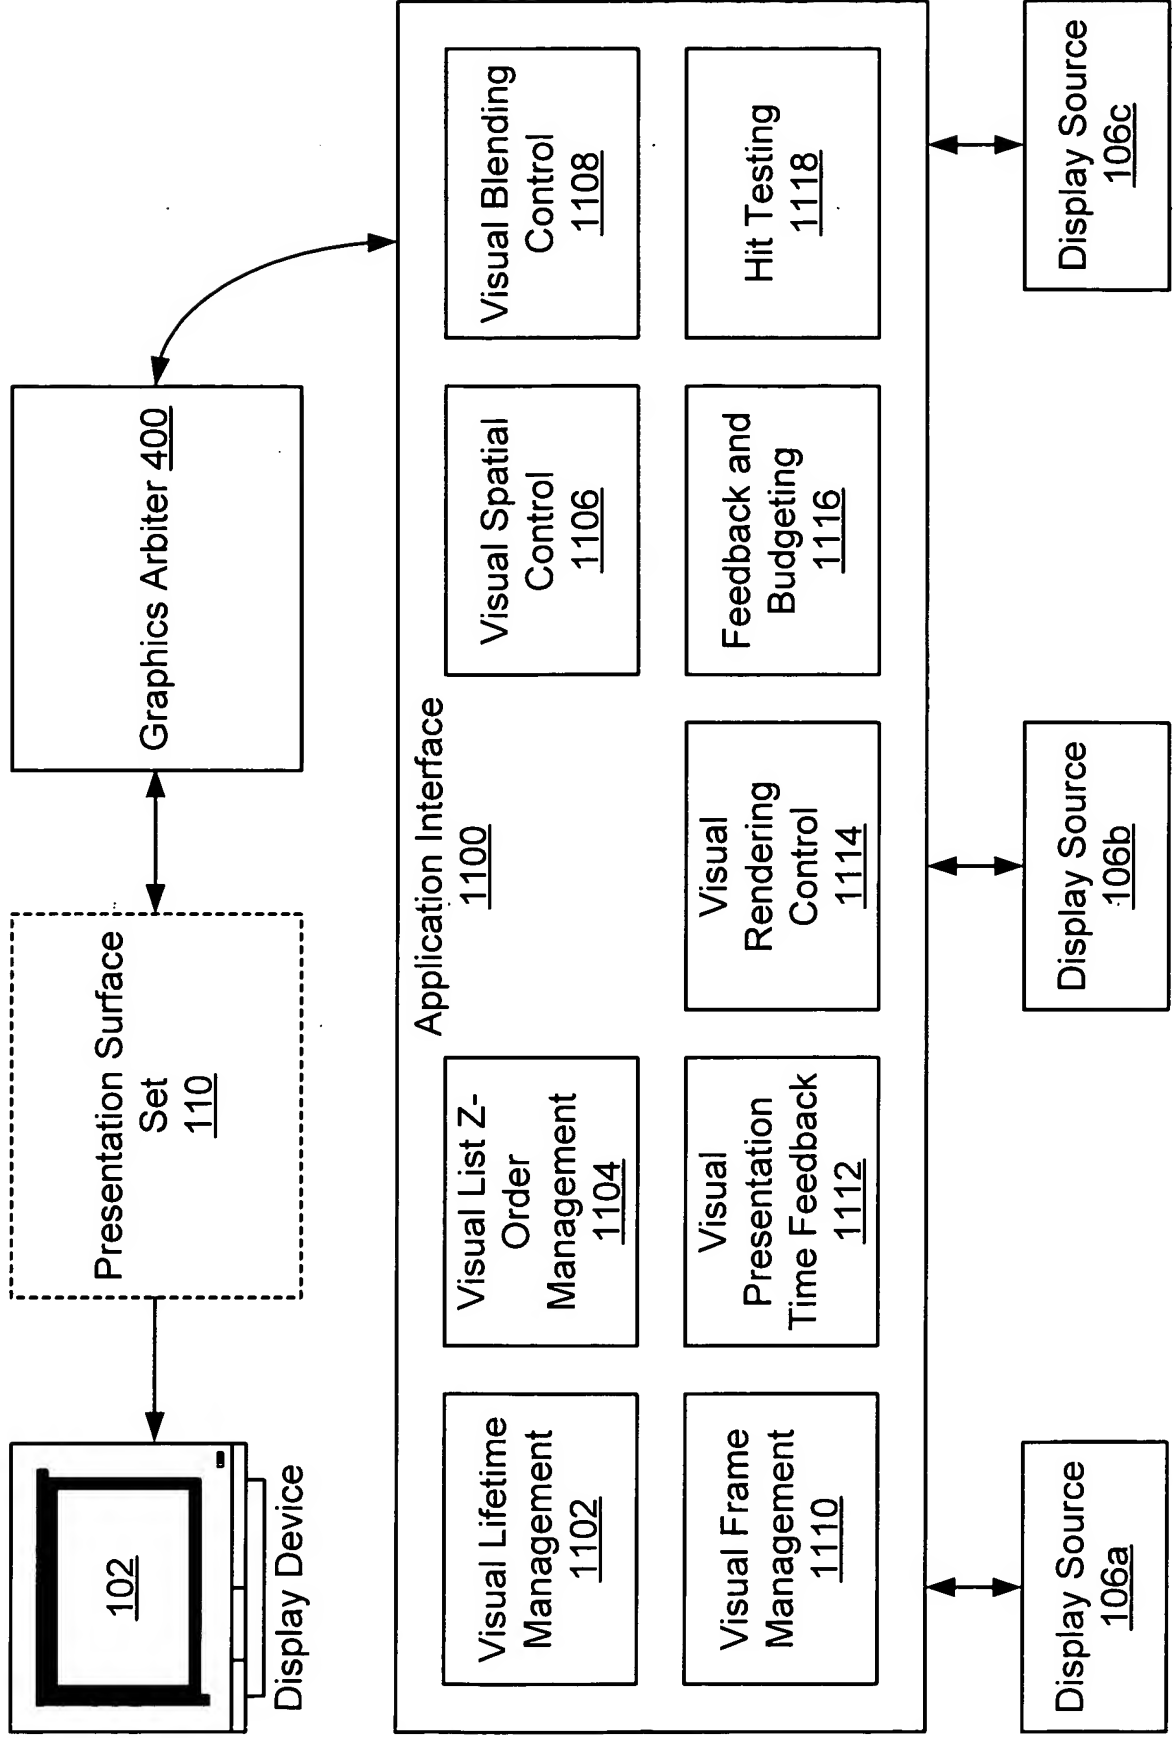 102
Display Device
Presentation Surface
Set
110
Graphics Arbiter 400
Application Interface
1100
Visual Lifetime
Management
1102
Visual List Z-
Order
Management
1104
Visual Spatial
Control
1106
Visual Blending
Control
1108
Visual Frame
Management
1110
Visual
Presentation
Time Feedback
1112
Visual
Rendering
Control
1114
Feedback and
Budgeting
1116
Hit Testing
1118
Display Source
106a
Display Source
106b
Display Source
106c